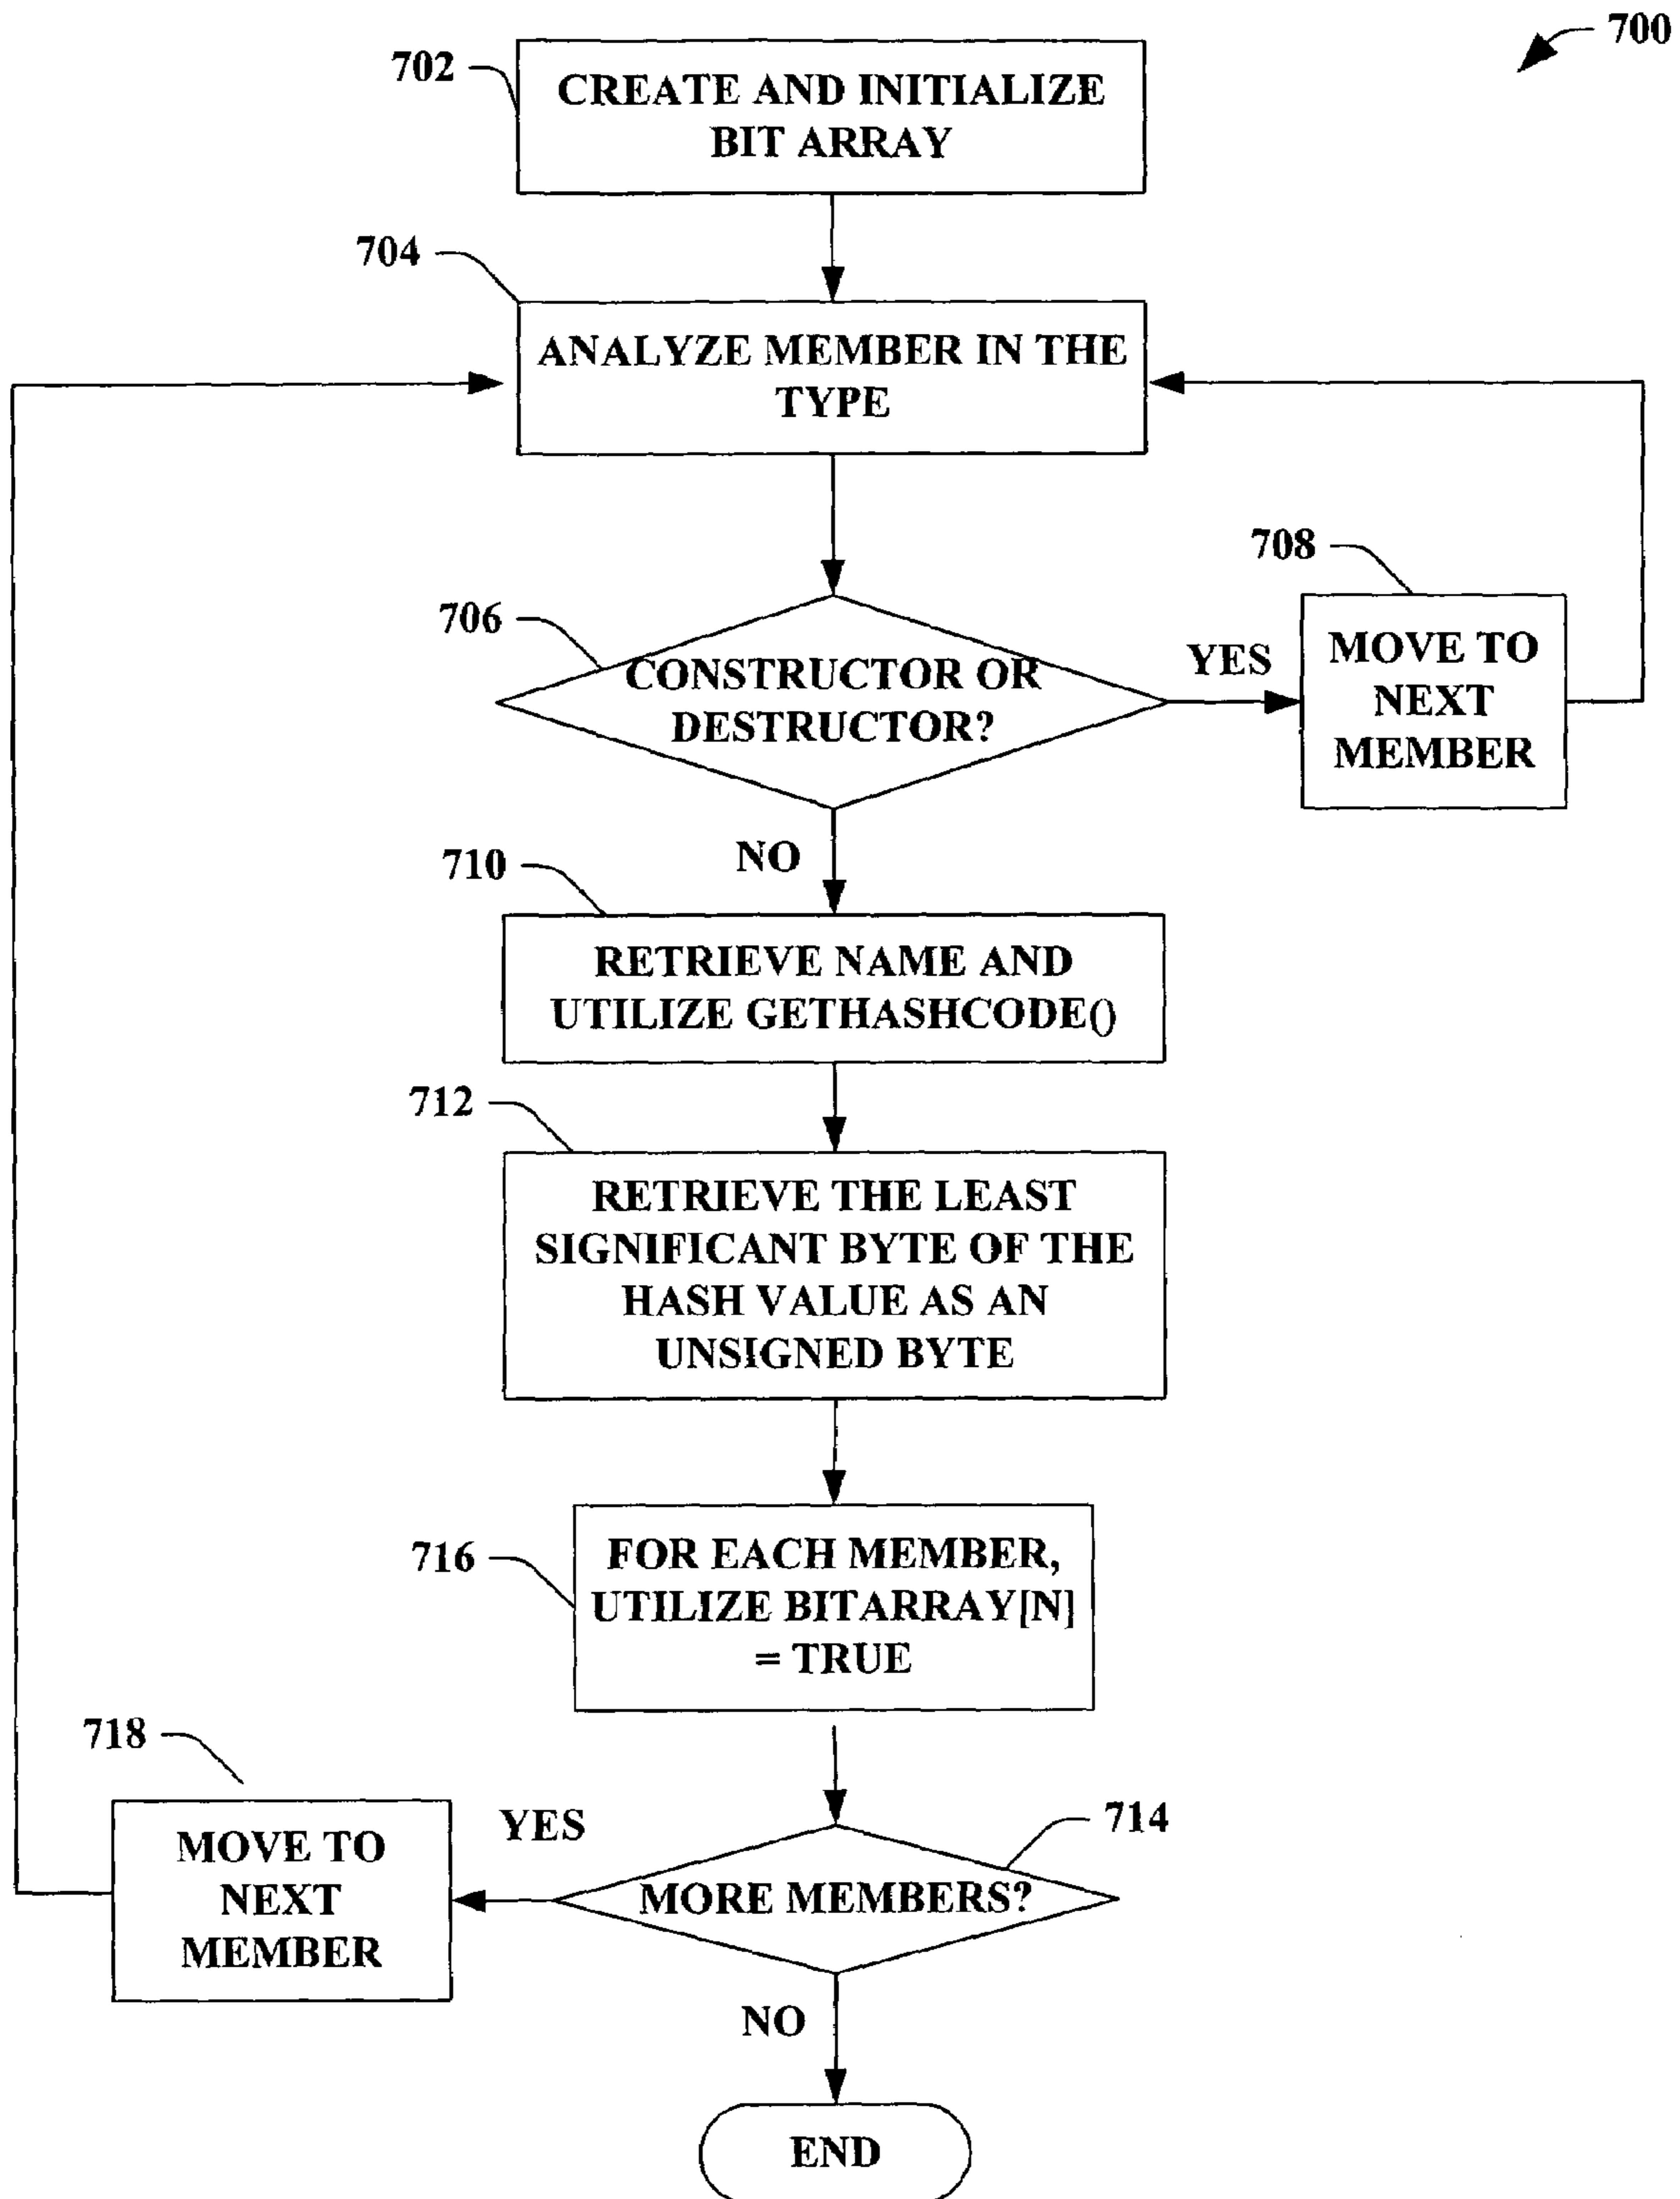 700
702
CREATE AND INITIALIZE
BIT ARRAY
704
ANALYZE MEMBER IN THE
TYPE
706
CONSTRUCTOR OR
DESTRUCTOR?
YES
708
MOVE TO
NEXT
MEMBER
NO
710
RETRIEVE NAME AND
UTILIZE GETHASHCODE()
712
RETRIEVE THE LEAST
SIGNIFICANT BYTE OF THE
HASH VALUE AS AN
UNSIGNED BYTE
716
FOR EACH MEMBER,
UTILIZE BITARRAY[N]
= TRUE
714
MORE MEMBERS?
YES
718
MOVE TO
NEXT
MEMBER
NO
END